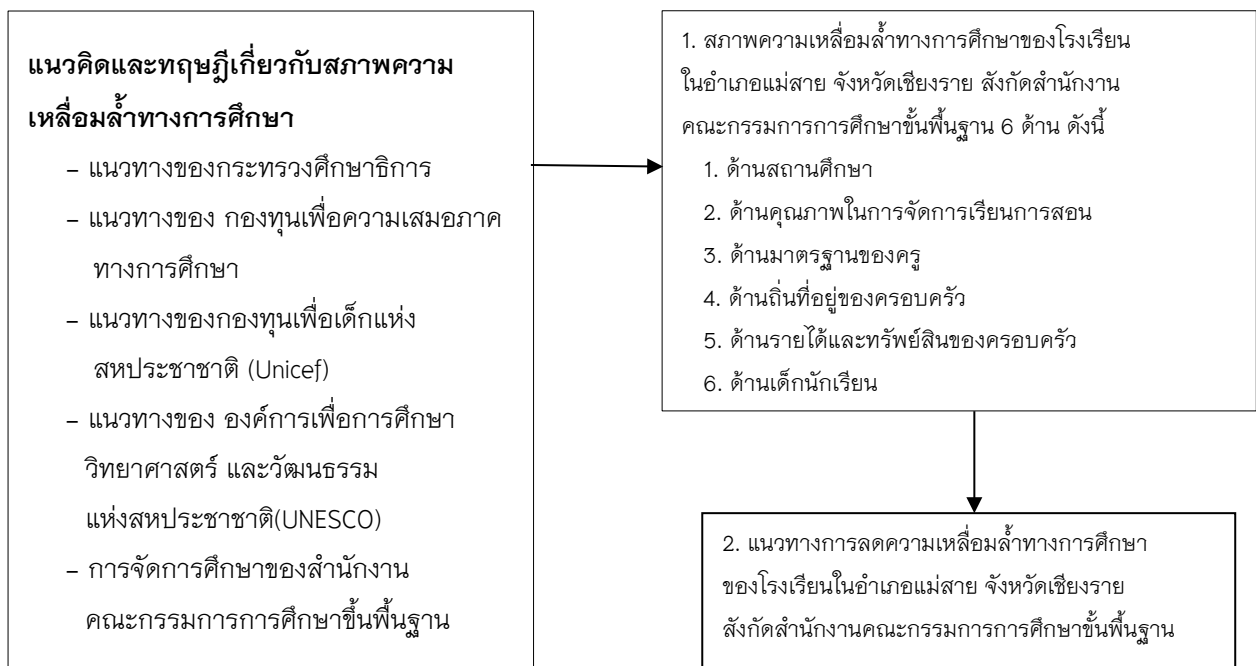 แนวคิดและทฤษฎีเกี่ยวกับสภาพความ
เหลื่อมล้ำทางการศึกษา
– แนวทางของกระทรวงศึกษาธิการ
– แนวทางของ กองทุนเพื่อความเสมอภาค
ทางการศึกษา
– แนวทางของกองทุนเพื่อเด็กแห่ง
สหประชาชาติ (Unicef)
– แนวทางของ องค์การเพื่อการศึกษา
วิทยาศาสตร์ และวัฒนธรรม
แห่งสหประชาชาติ(UNESCO)
– การจัดการศึกษาของสำนักงาน
คณะกรรมการการศึกษาขึ้นพื้นฐาน
1. สภาพความเหลื่อมล้ำทางการศึกษาของโรงเรียน
ในอำเภอแม่สาย จังหวัดเชียงราย สังกัดสำนักงาน
คณะกรรมการการศึกษาขั้นพื้นฐาน 6 ด้าน ดังนี้
1. ด้านสถานศึกษา
2. ด้านคุณภาพในการจัดการเรียนการสอน
3. ด้านมาตรฐานของครู
4. ด้านถิ่นที่อยู่ของครอบครัว
5. ด้านรายได้และทรัพย์สินของครอบครัว
6. ด้านเด็กนักเรียน
2. แนวทางการลดความเหลื่อมล้ำทางการศึกษา
ของโรงเรียนในอำเภอแม่สาย จังหวัดเชียงราย
สังกัดสำนักงานคณะกรรมการการศึกษาขั้นพื้นฐาน